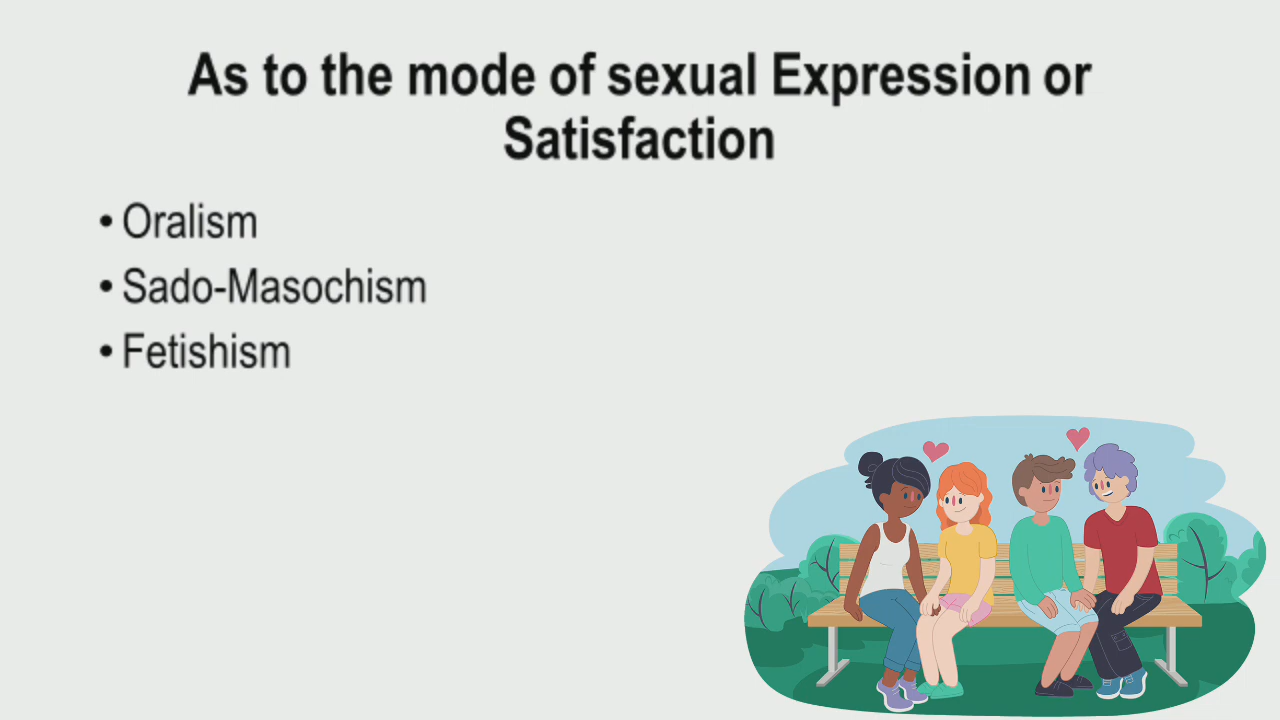 As to the mode of sexual Expression or
Satisfaction
• Oralism
• Sado-Masochism
• Fetishism